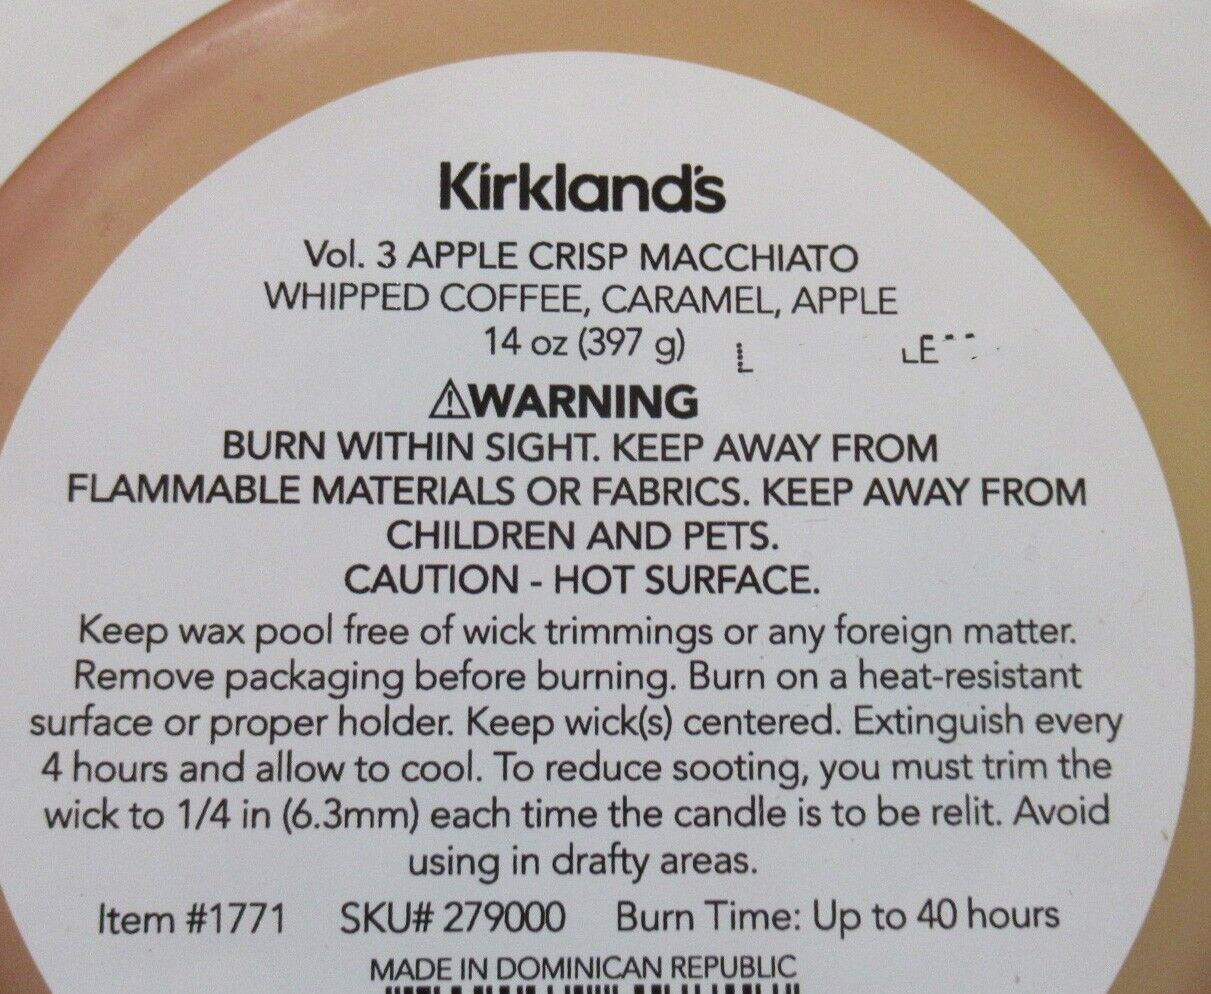 Kirkland's
Vol. 3 APPLE CRISP MACCHIATO
WHIPPED COFFEE, CARAMEL, APPLE
14 oz (397 g)
⚠WARNING
BURN WITHIN SIGHT. KEEP AWAY FROM
FLAMMABLE MATERIALS OR FABRICS. KEEP AWAY FROM
CHILDREN AND PETS.
CAUTION - HOT SURFACE.
Keep wax pool free of wick trimmings or any foreign matter.
Remove packaging before burning. Burn on a heat-resistant
surface or proper holder. Keep wick(s) centered. Extinguish every
4 hours and allow to cool. To reduce sooting, you must trim the
wick to 1/4 in (6.3mm) each time the candle is to be relit. Avoid
using in drafty areas.
Item #1771 SKU# 279000 Burn Time: Up to 40 hours
MADE IN DOMINICAN REPUBLIC